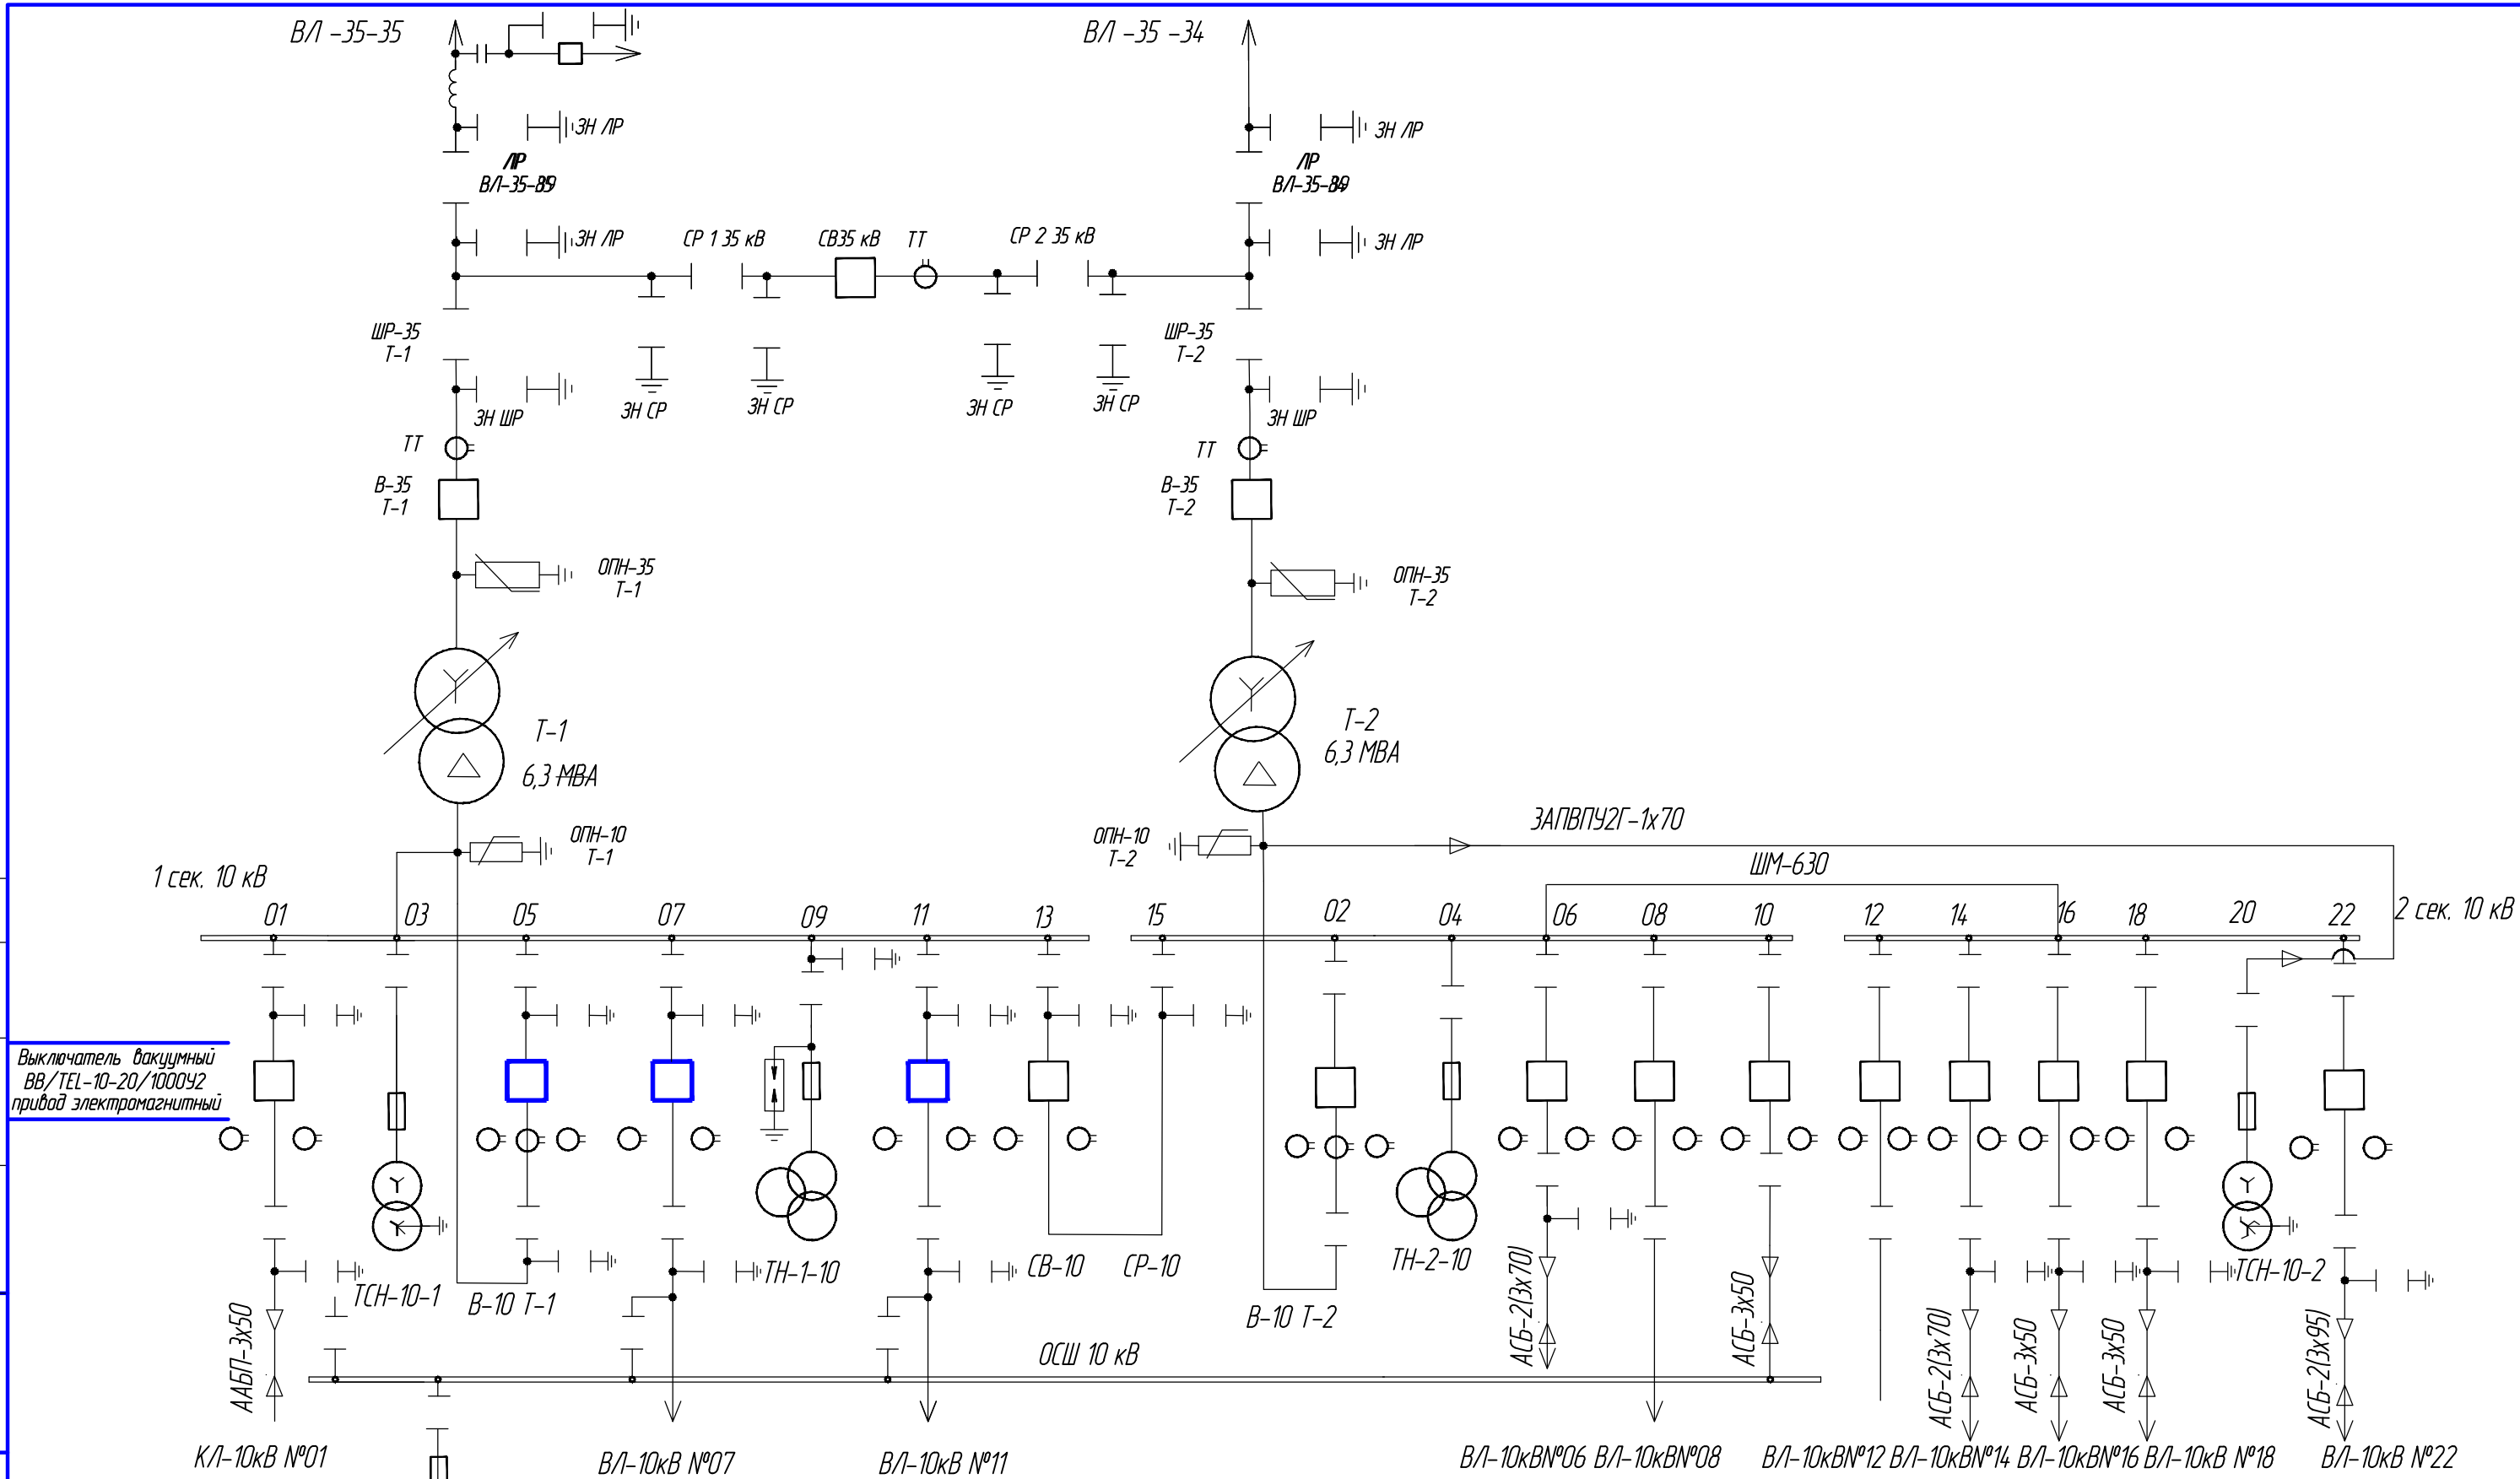 ВЛ -35-35
ВЛ -35 -34
ЗН ЛР
ЗН ЛР
ЛР
ЛР
ЗН ЛР
СР 1 35 кВ
СВ35 кВ
ТТ
СР 2 35 кВ
ЗН ЛР
ШР-35
Т-1
ШР-35
Т-2
ЗН ШР
ЗН СР
ЗН СР
ЗН СР
ЗН СР
ЗН ШР
ТТ
ТТ
В-35
Т-1
В-35
Т-2
ОПН-35
Т-1
ОПН-35
Т-2
Т-1
6,3 МВА
Т-2
6,3 МВА
ОПН-10
Т-1
ОПН-10
Т-2
ЗАПВПУ2Г-1х70
ШМ-630
1 сек. 10 кВ
2 сек. 10 кВ
01
03
05
07
09
11
13
15
02
04
06
08
10
12
14
16
18
20
22
Выключатель вакуумный
ВВ/TEL-10-20/1000У2
привод электромагнитный
ТСН-10-1
В-10 Т-1
ТН-1-10
СВ-10
СР-10
В-10 Т-2
ТН-2-10
ТСН-10-2
ААБП-3х50
АСБ-2(3х70)
АСБ-3х50
АСБ-2(3х70)
АСБ-3х50
АСБ-3х50
АСБ-2(3х95)
ОСШ 10 кВ
КЛ-10кВ №01
ВЛ-10кВ №07
ВЛ-10кВ №11
ВЛ-10кВ№06
ВЛ-10кВ№08
ВЛ-10кВ№12
ВЛ-10кВ№14
ВЛ-10кВ№16
ВЛ-10кВ №18
ВЛ-10кВ №22